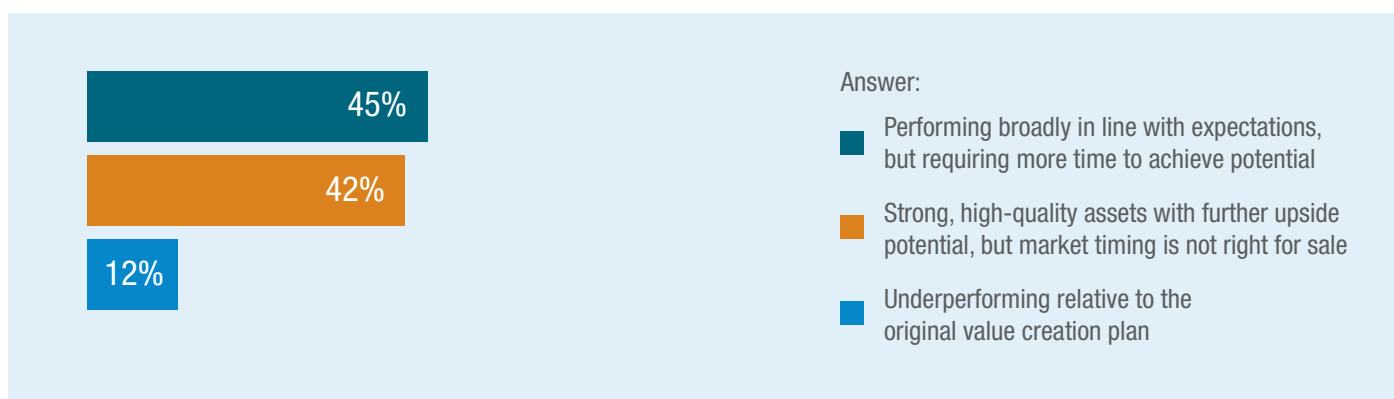 45%
42%
12%
Answer:
Performing broadly in line with expectations,
but requiring more time to achieve potential
Strong, high-quality assets with further upside
potential, but market timing is not right for sale
Underperforming relative to the
original value creation plan